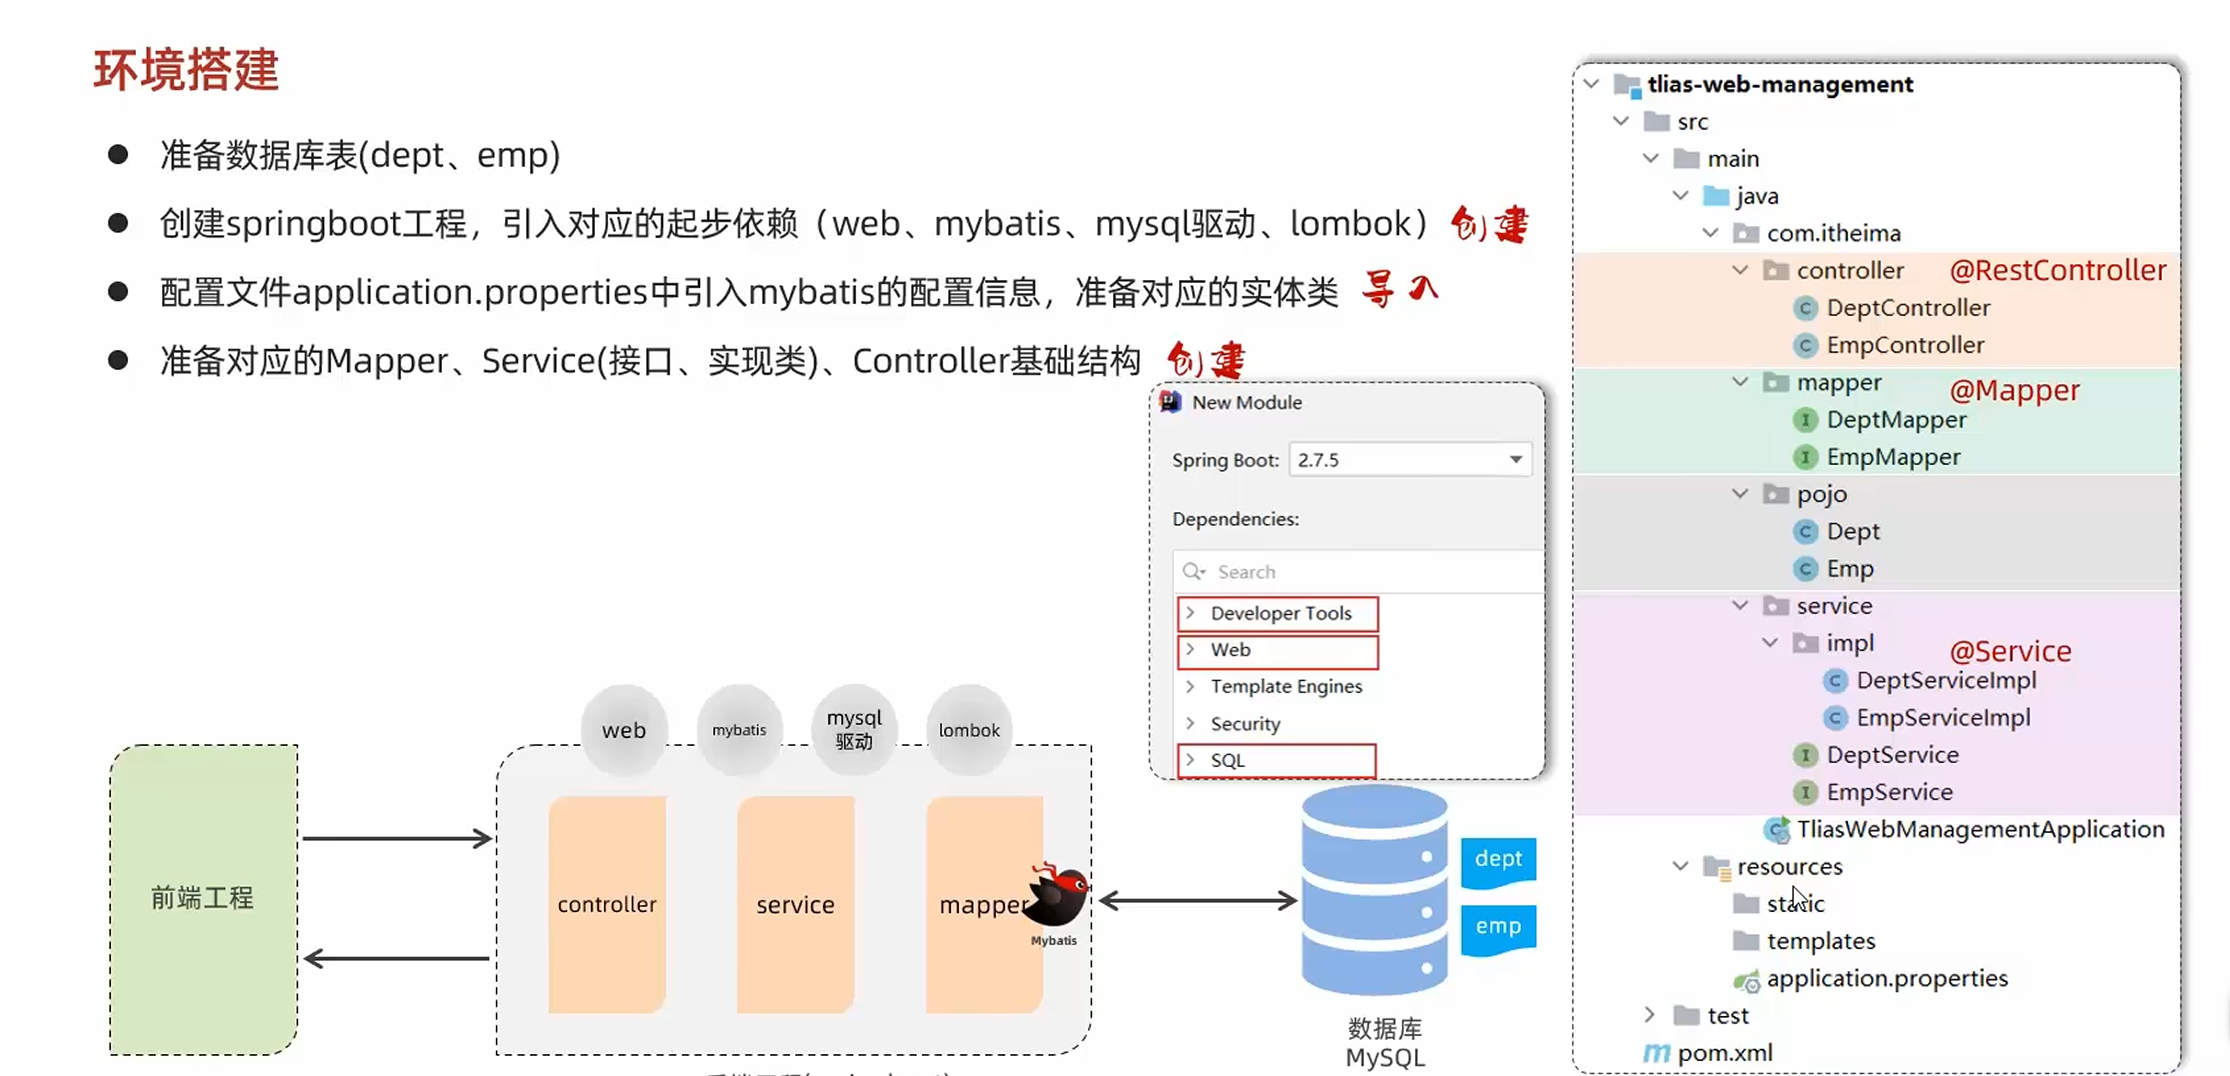 环境搭建
准备数据库表(dept、emp)
创建springboot工程，引入对应的起步依赖（web、mybatis、mysql驱动、lombok）创建
配置文件application.properties中引入mybatis的配置信息，准备对应的实体类 导入
准备对应的Mapper、Service(接口、实现类)、Controller基础结构 创建
New Module
Spring Boot: 2.7.5
Dependencies:
Search
Developer Tools
Web
Template Engines
Security
SQL
web
mybatis
mysql
驱动
lombok
前端工程
controller
service
mapper
Mybatis
dept
emp
数据库
MySQL
tlias-web-management
src
main
java
com.itheima
controller @RestController
DeptController
EmpController
mapper @Mapper
DeptMapper
EmpMapper
pojo
Dept
Emp
service
impl @Service
DeptServiceImpl
EmpServiceImpl
DeptService
EmpService
TliasWebManagementApplication
resources
static
templates
application.properties
test
pom.xml